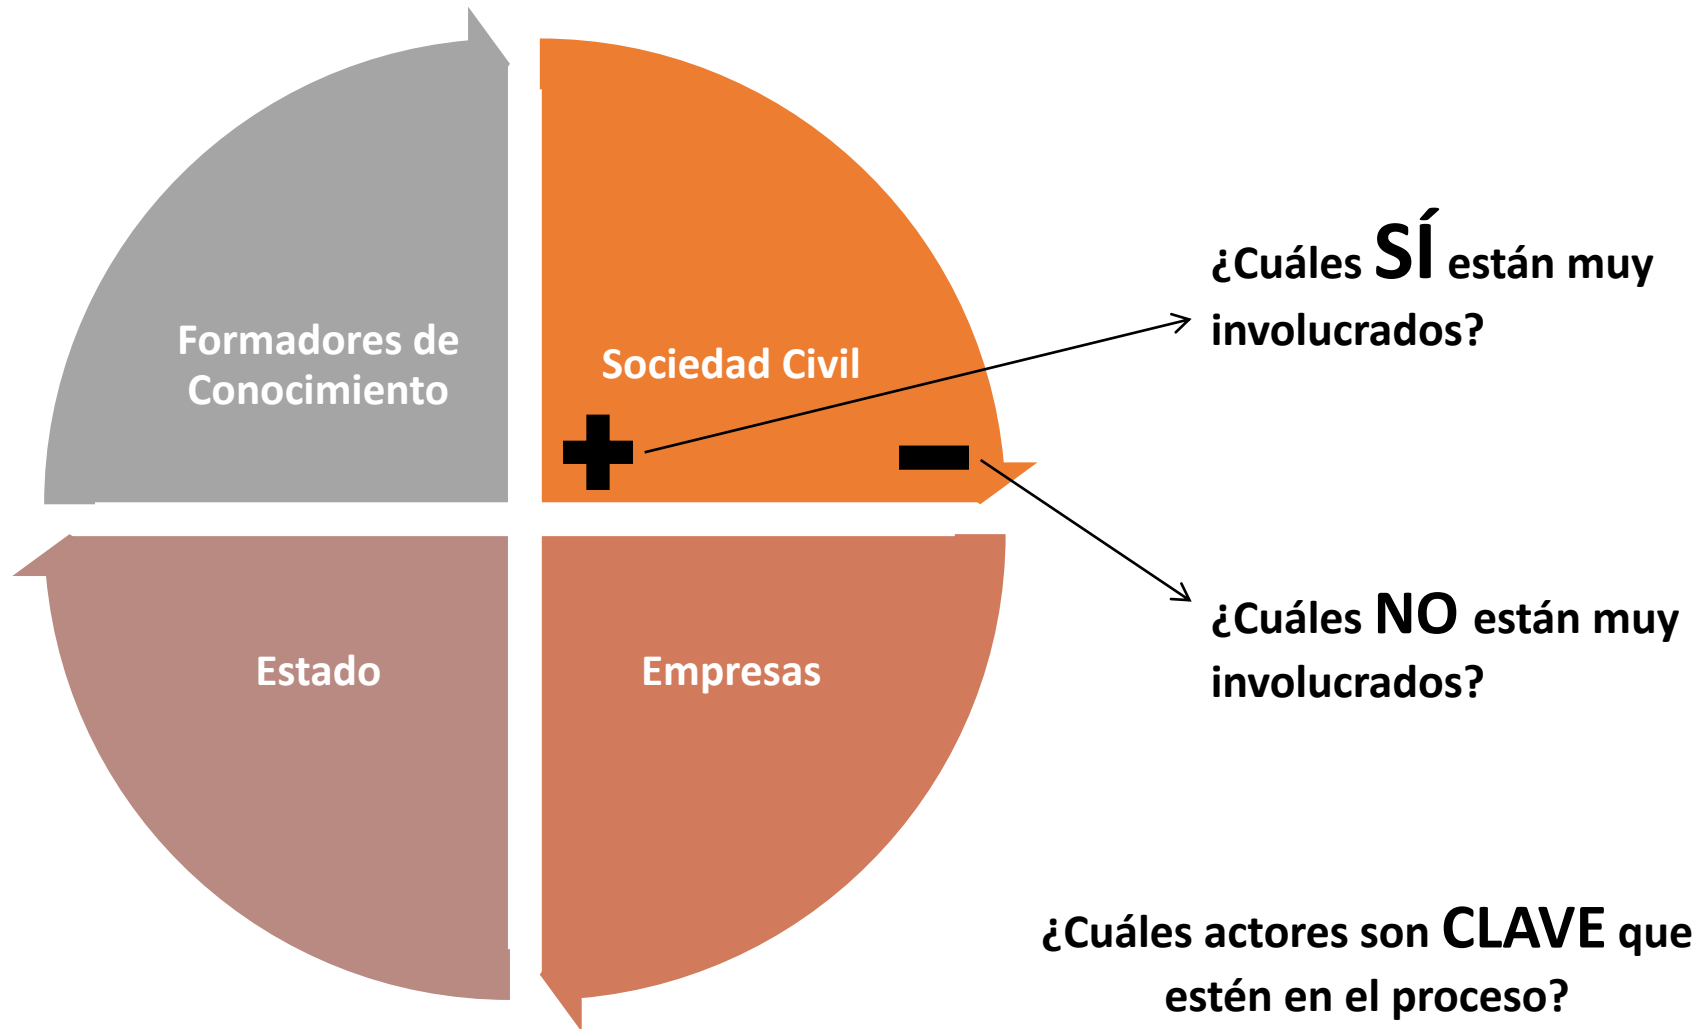 Formadores de
Conocimiento
Sociedad Civil
Estado
Empresas
¿Cuáles SÍ están muy
involucrados?
¿Cuáles NO están muy
involucrados?
¿Cuáles actores son CLAVE que
estén en el proceso?